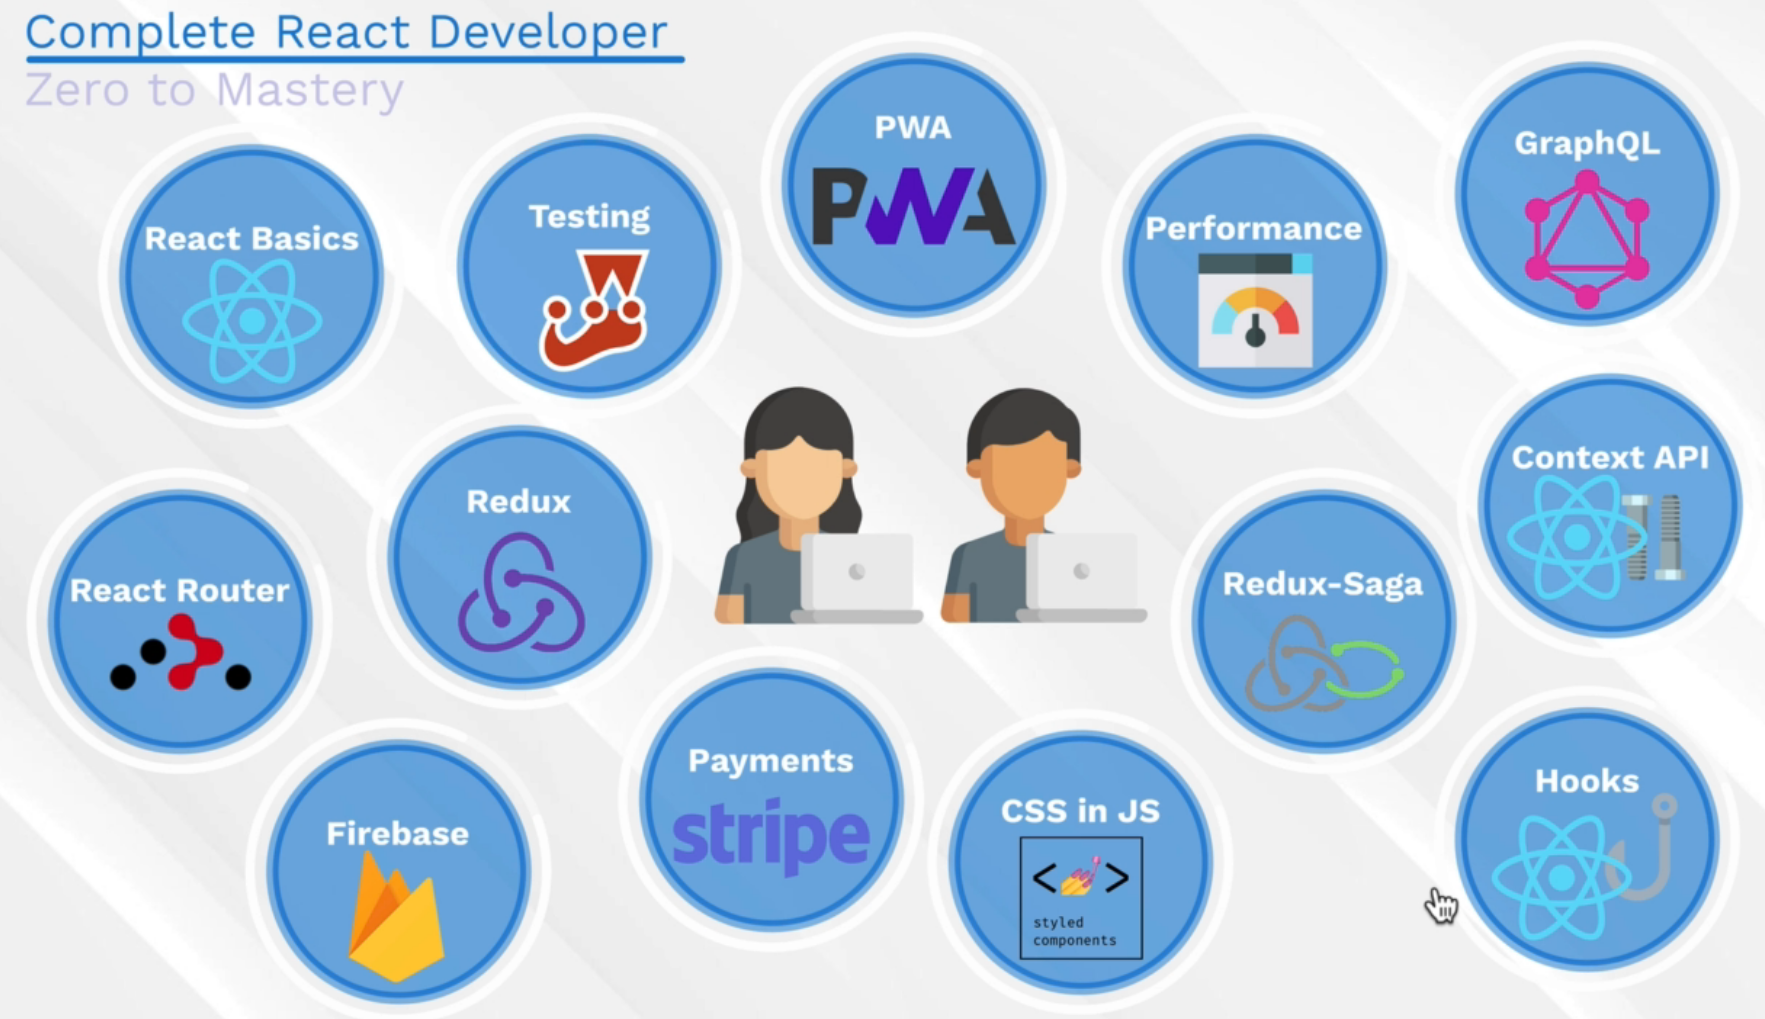 Complete React Developer
Zero to Mastery
PWA
PWA
GraphQL
React Basics
Testing
Performance
Context API
Redux
React Router
Redux-Saga
Payments
stripe
CSS in JS
< >
styled
components
Hooks
Firebase